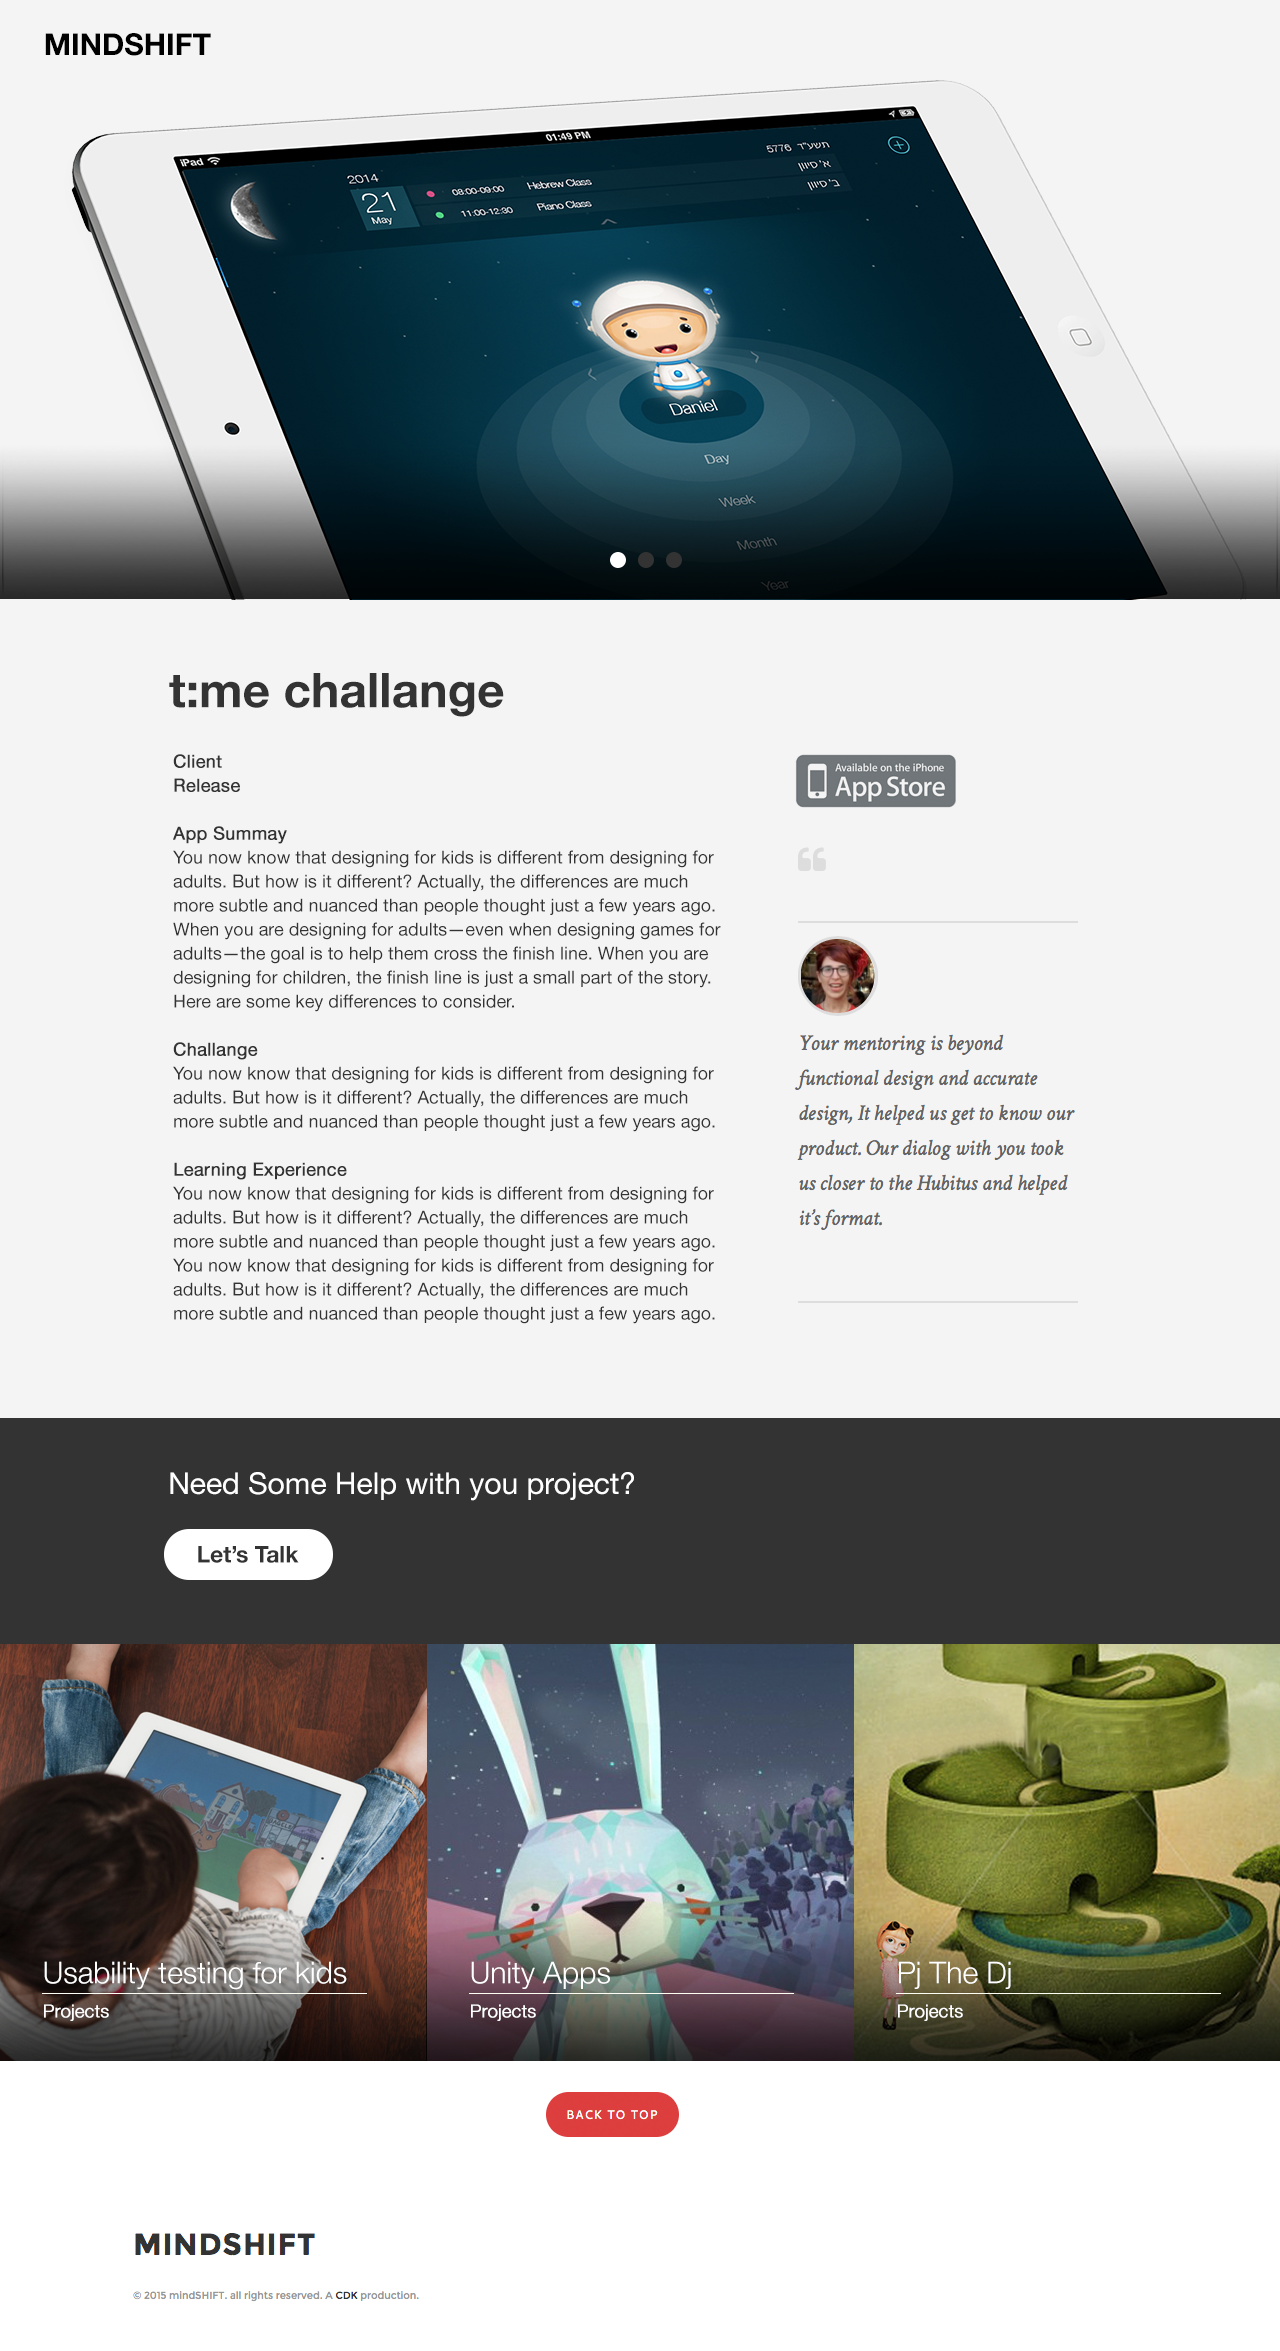 MINDSHIFT
iPad
01:49 PM
2014
21
May
08:00-09:00 Hebrew Class
11:00-12:30 Piano Class
תשע"ד 5776
א' סיוון
ב' סיוון
Daniel
Day
Week
Month
Year
t:me challange
Client
Release
App Summay
You now know that designing for kids is different from designing for
adults. But how is it different? Actually, the differences are much
more subtle and nuanced than people thought just a few years ago.
When you are designing for adults—even when designing games for
adults—the goal is to help them cross the finish line. When you are
designing for children, the finish line is just a small part of the story.
Here are some key differences to consider.
Challange
You now know that designing for kids is different from designing for
adults. But how is it different? Actually, the differences are much
more subtle and nuanced than people thought just a few years ago.
Learning Experience
You now know that designing for kids is different from designing for
adults. But how is it different? Actually, the differences are much
more subtle and nuanced than people thought just a few years ago.
You now know that designing for kids is different from designing for
adults. But how is it different? Actually, the differences are much
more subtle and nuanced than people thought just a few years ago.
Available on the iPhone
App Store
“
Your mentoring is beyond
functional design and accurate
design, It helped us get to know our
product. Our dialog with you took
us closer to the Hubitus and helped
it’s format.
Need Some Help with you project?
Let’s Talk
Usability testing for kids
Projects
Unity Apps
Projects
Pj The Dj
Projects
BACK TO TOP
MINDSHIFT
© 2015 mindSHIFT. all rights reserved. A CDK production.